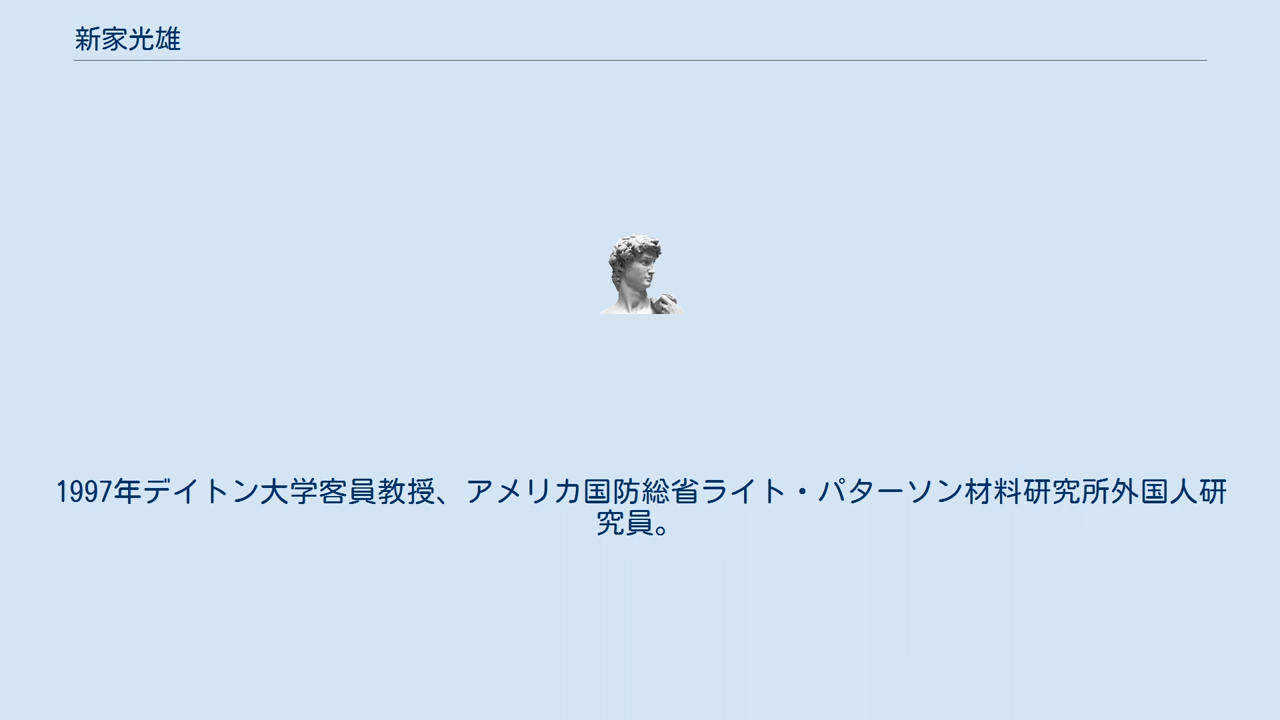 新家光雄
1997年デイトン大学客員教授、アメリカ国防総省ライト・パターソン材料研究所外国人研
究員。